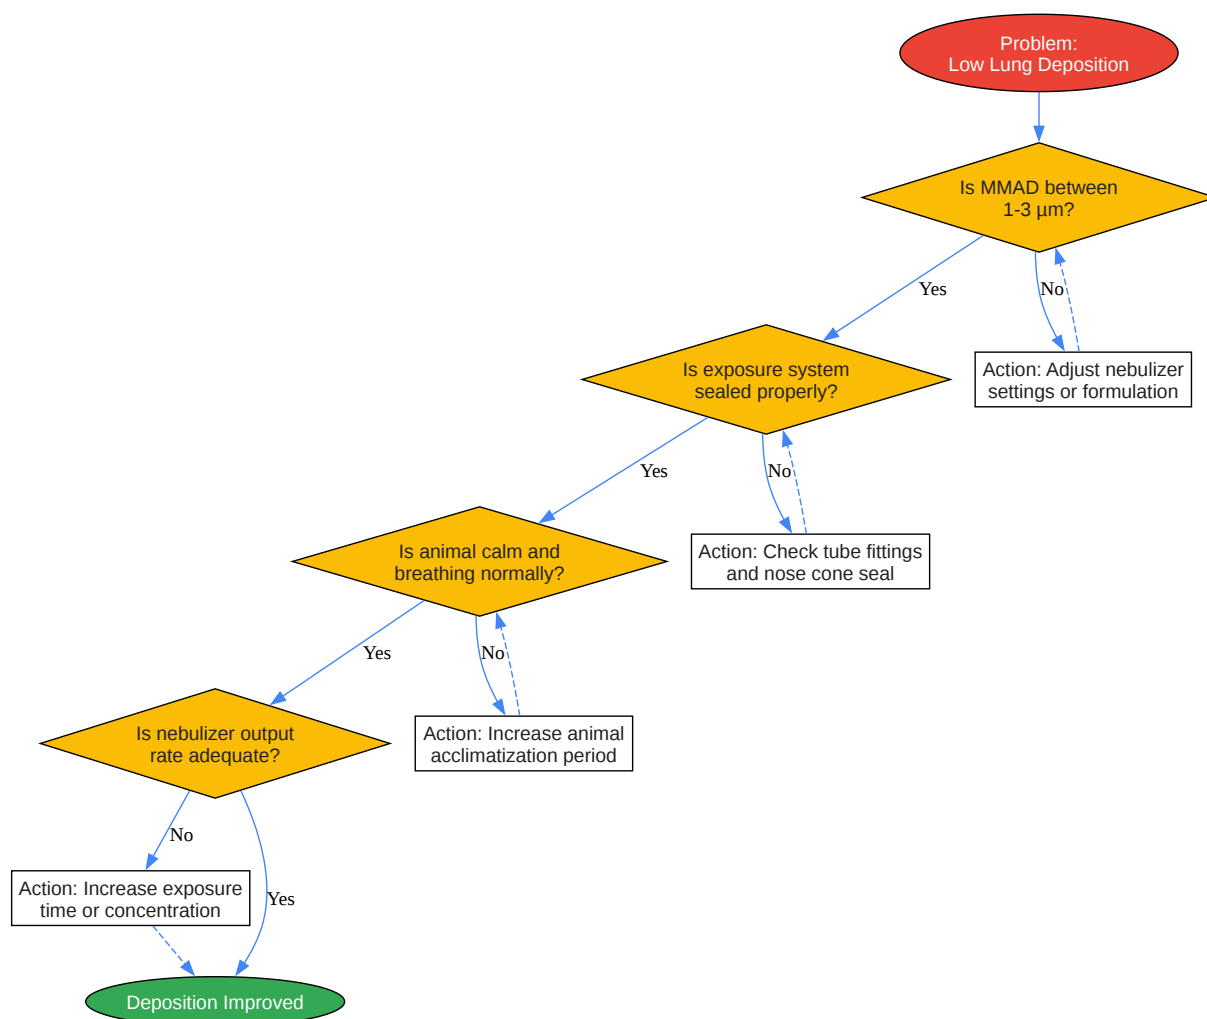 Problem:
Low Lung Deposition
Is MMAD between
1-3 µm?
Yes
No
Action: Adjust nebulizer
settings or formulation
Is exposure system
sealed properly?
Yes
No
Action: Check tube fittings
and nose cone seal
Is animal calm and
breathing normally?
Yes
No
Action: Increase animal
acclimatization period
Is nebulizer output
rate adequate?
No
Yes
Action: Increase exposure
time or concentration
Deposition Improved